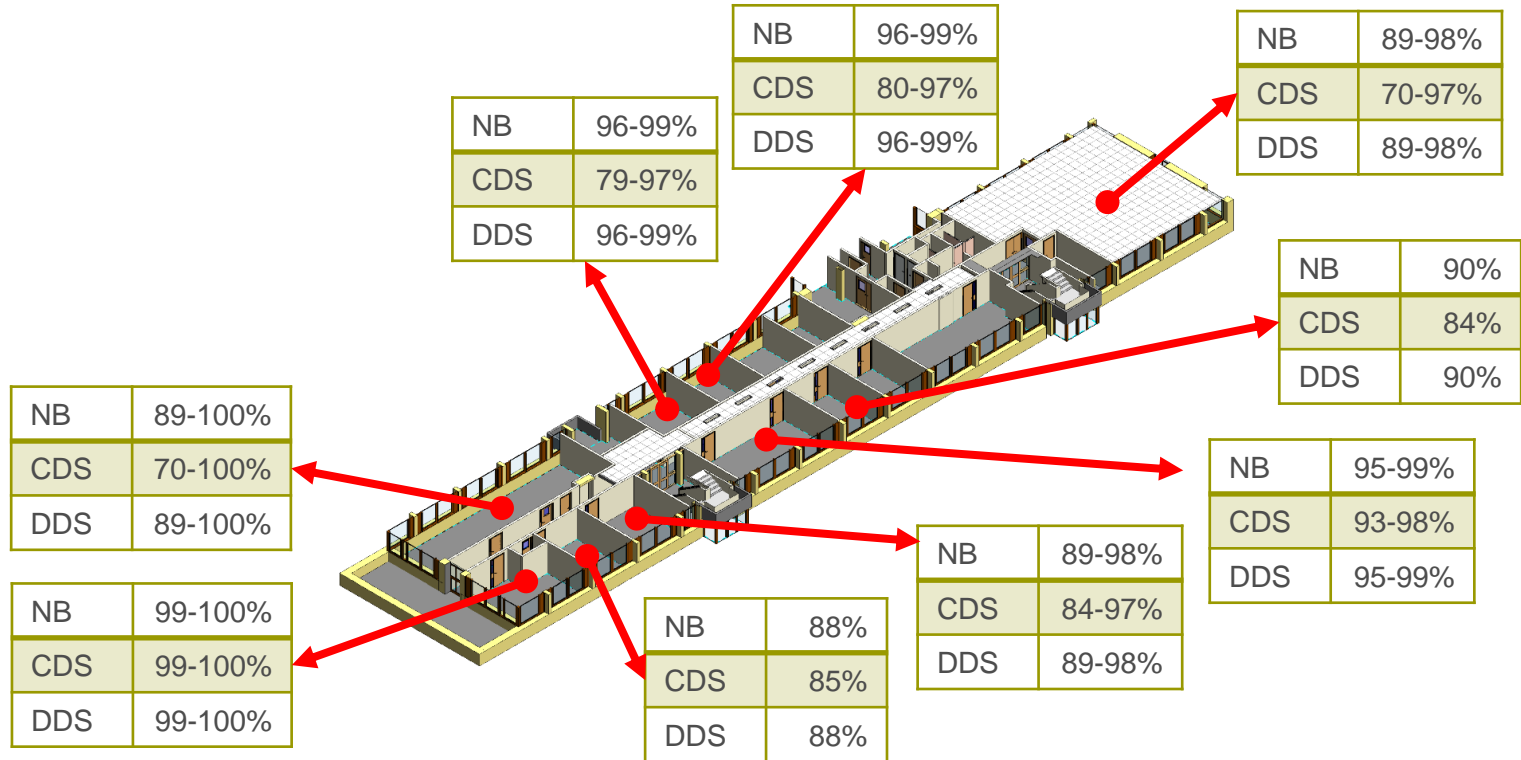 NB 96-99%
CDS 80-97%
DDS 96-99%
NB 89-98%
CDS 70-97%
DDS 89-98%
NB 96-99%
CDS 79-97%
DDS 96-99%
NB 90%
CDS 84%
DDS 90%
NB 89-100%
CDS 70-100%
DDS 89-100%
NB 95-99%
CDS 93-98%
DDS 95-99%
NB 89-98%
CDS 84-97%
DDS 89-98%
NB 99-100%
CDS 99-100%
DDS 99-100%
NB 88%
CDS 85%
DDS 88%